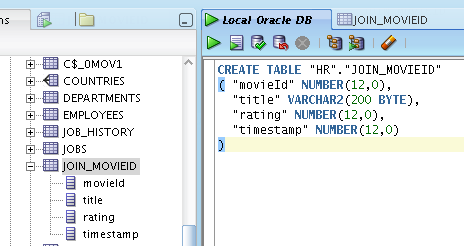 ns
Local Oracle DB
JOIN_MOVIEID
C$_0MOV1
COUNTRIES
DEPARTMENTS
EMPLOYEES
JOB_HISTORY
JOBS
JOIN_MOVIEID
movieId
title
rating
timestamp
CREATE TABLE "HR"."JOIN_MOVIEID"
( "movieId" NUMBER(12,0),
"title" VARCHAR2(200 BYTE),
"rating" NUMBER(12,0),
"timestamp" NUMBER(12,0)
)